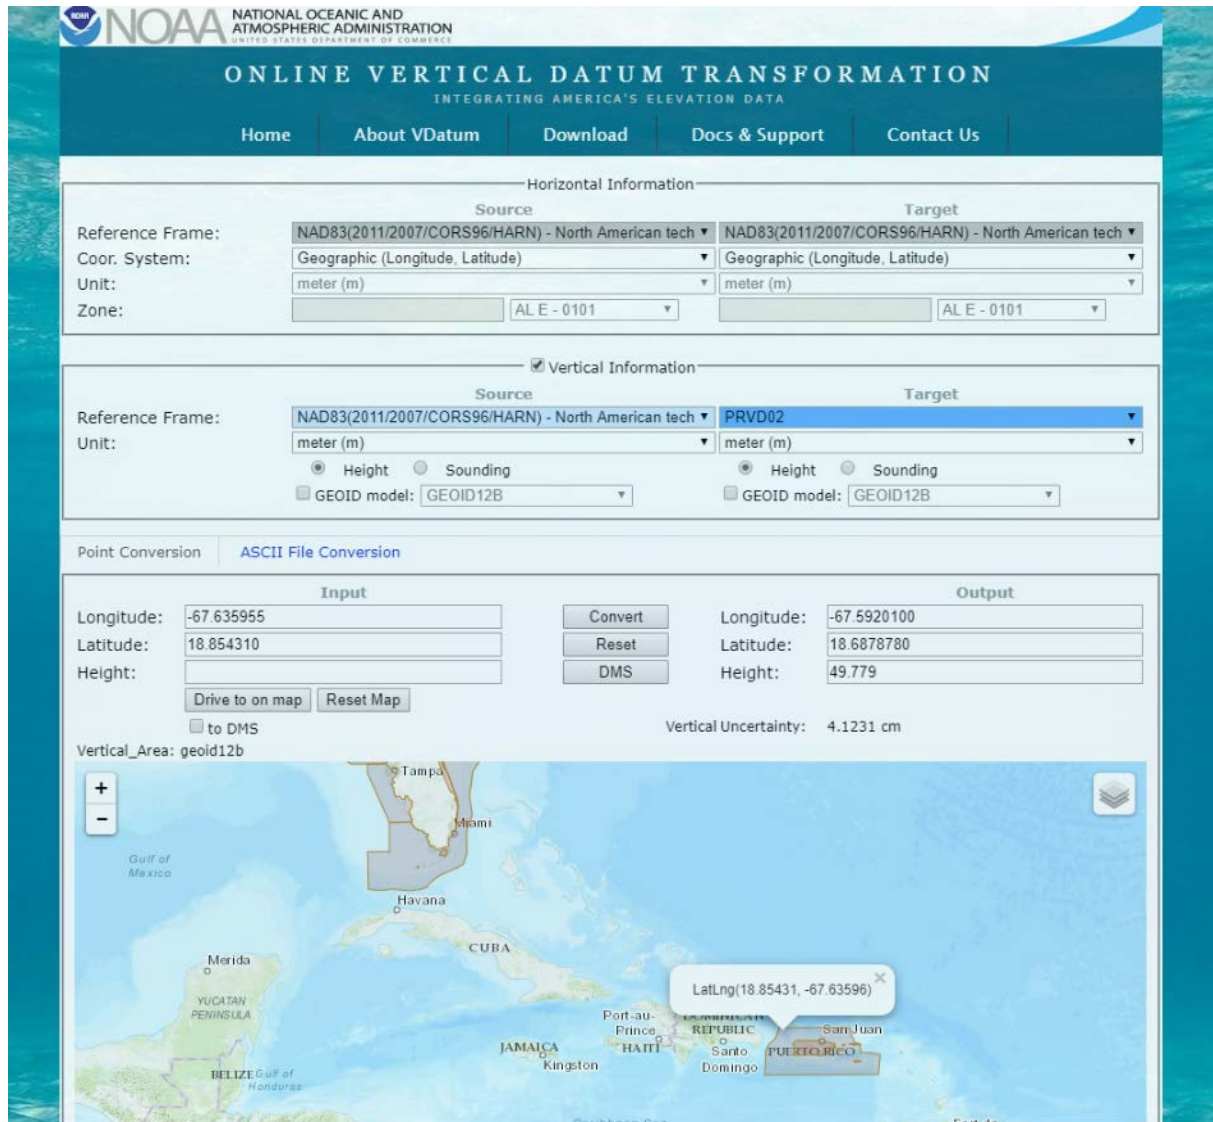 NOAA NATIONAL OCEANIC AND
ATMOSPHERIC ADMINISTRATION
UNITED STATES DEPARTMENT OF COMMERCE
ONLINE VERTICAL DATUM TRANSFORMATION
INTEGRATING AMERICA'S ELEVATION DATA
Home About VDatum Download Docs & Support Contact Us
Horizontal Information
Source Target
Reference Frame: NAD83(2011/2007/CORS96/HARN) - North American tech NAD83(2011/2007/CORS96/HARN) - North American tech
Coor. System: Geographic (Longitude, Latitude) Geographic (Longitude, Latitude)
Unit: meter (m) meter (m)
Zone: AL E - 0101 AL E - 0101
Vertical Information
Source Target
Reference Frame: NAD83(2011/2007/CORS96/HARN) - North American tech PRVD02
Unit: meter (m) meter (m)
Height Sounding Height Sounding
GEOID model: GEOID12B GEOID model: GEOID12B
Point Conversion ASCII File Conversion
Input Output
Longitude: -67.635955 Convert Longitude: -67.5920100
Latitude: 18.854310 Reset Latitude: 18.6878780
Height: DMS Height: 49.779
Drive to on map Reset Map
to DMS Vertical Uncertainty: 4.1231 cm
Vertical_Area: geoid12b
+
-
Tampa
Miami
Gulf of
Mexico
Havana
CUBA
Merida
LatLng(18.85431, -67.63596) ×
YUCATAN
PENINSULA
Port-au-
Prince
DOMINICAN
REPUBLIC
San Juan
JAMAICA
HAITI
Santo
Domingo
PUERTO RICO
Kingston
BELIZE
Gulf of
Honduras